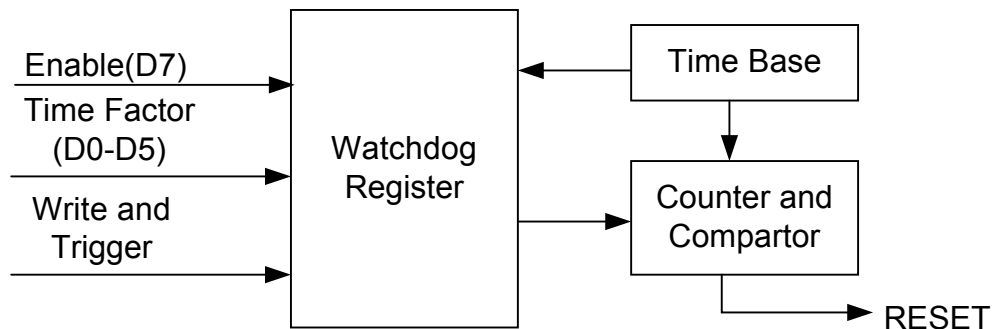 Enable(D7)
Time Factor
(D0-D5)
Write and
Trigger
Watchdog
Register
Time Base
Counter and
Compartor
RESET